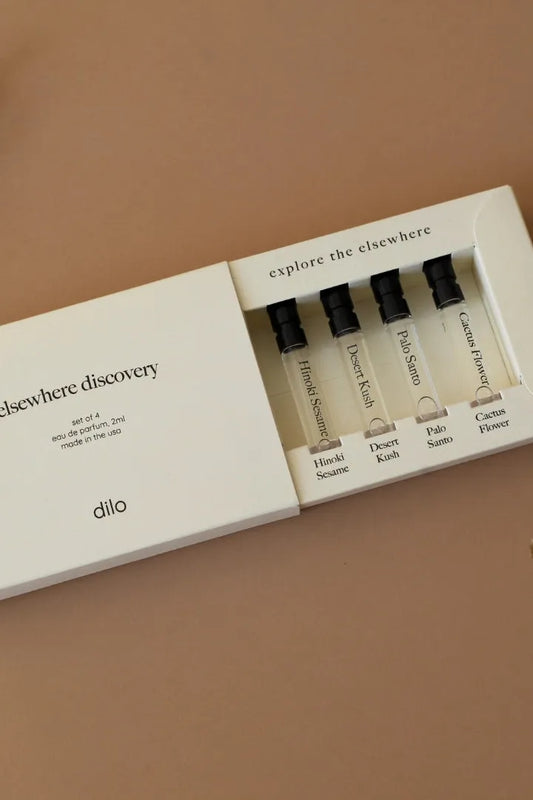 elsewhere discovery
set of 4
eau de parfum, 2ml
made in the usa
dilo
explore the elsewhere
Hinoki Sesame
Desert Kush
Palo Santo
Cactus Flower
Hinoki
Sesame
Desert
Kush
Palo
Santo
Cactus
Flower